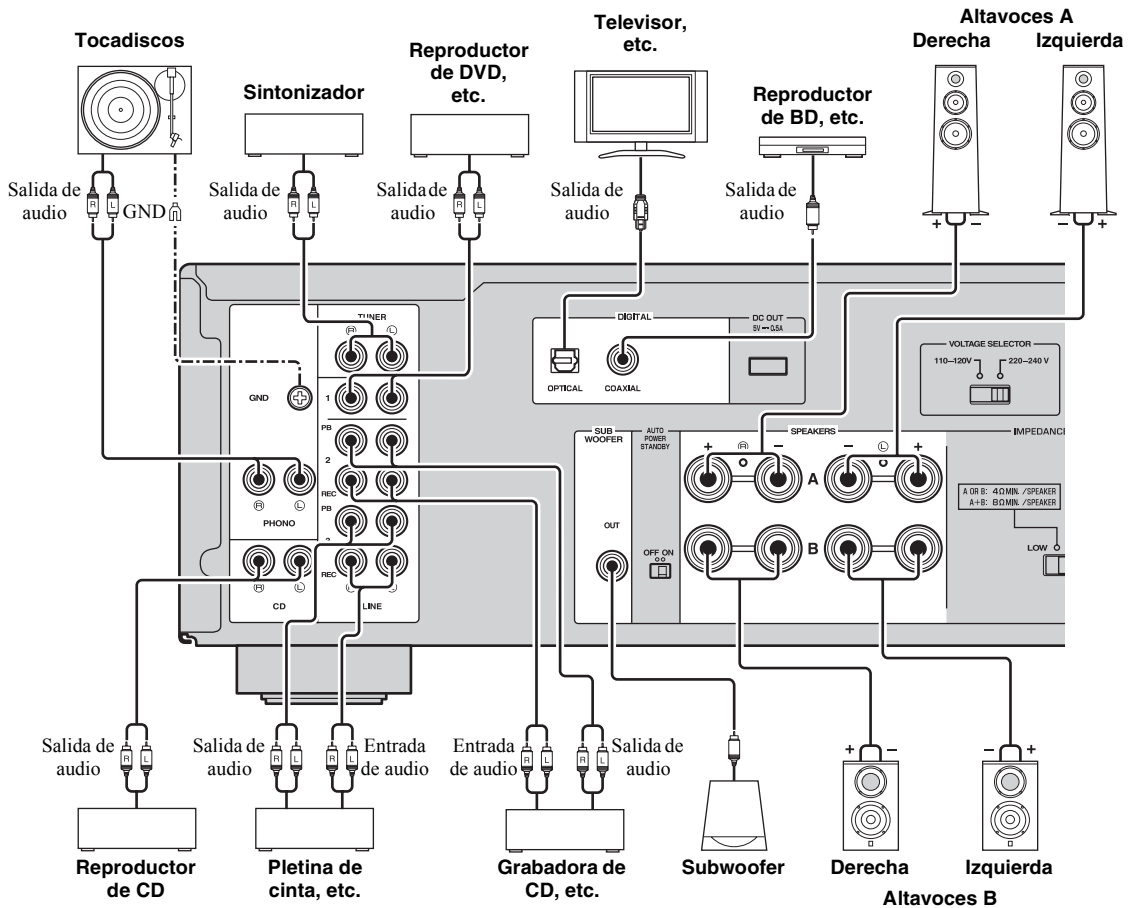 Tocadiscos
Sintonizador
Reproductor
de DVD,
etc.
Televisor,
etc.
Reproductor
de BD, etc.
Altavoces A
Derecha
Izquierda
Salida de
audio
R
L
GND
Salida de
audio
R
L
Salida de
audio
R
L
Salida de
audio
Salida de
audio
+ −
− +
TUNER
R
L
GND
1
PB
2
REC
PB
3
REC
PHONO
R
L
CD
R
L
LINE
DIGITAL
OPTICAL
COAXIAL
DC OUT
5V 0.5A
VOLTAGE SELECTOR
110–120V
220–240 V
SUB
WOOFER
OUT
AUTO
POWER
STANDBY
OFF ON
SPEAKERS
+ R −
− L +
A
B
IMPEDANCE
A OR B: 4ΩMIN. /SPEAKER
A+B: 8ΩMIN. /SPEAKER
LOW
Salida de
audio
R
L
Salida de
audio
R
L
Entrada
de audio
R
L
Entrada
de audio
R
L
Salida de
audio
R
L
+ −
− +
Reproductor
de CD
Pletina de
cinta, etc.
Grabadora de
CD, etc.
Subwoofer
Derecha
Izquierda
Altavoces B